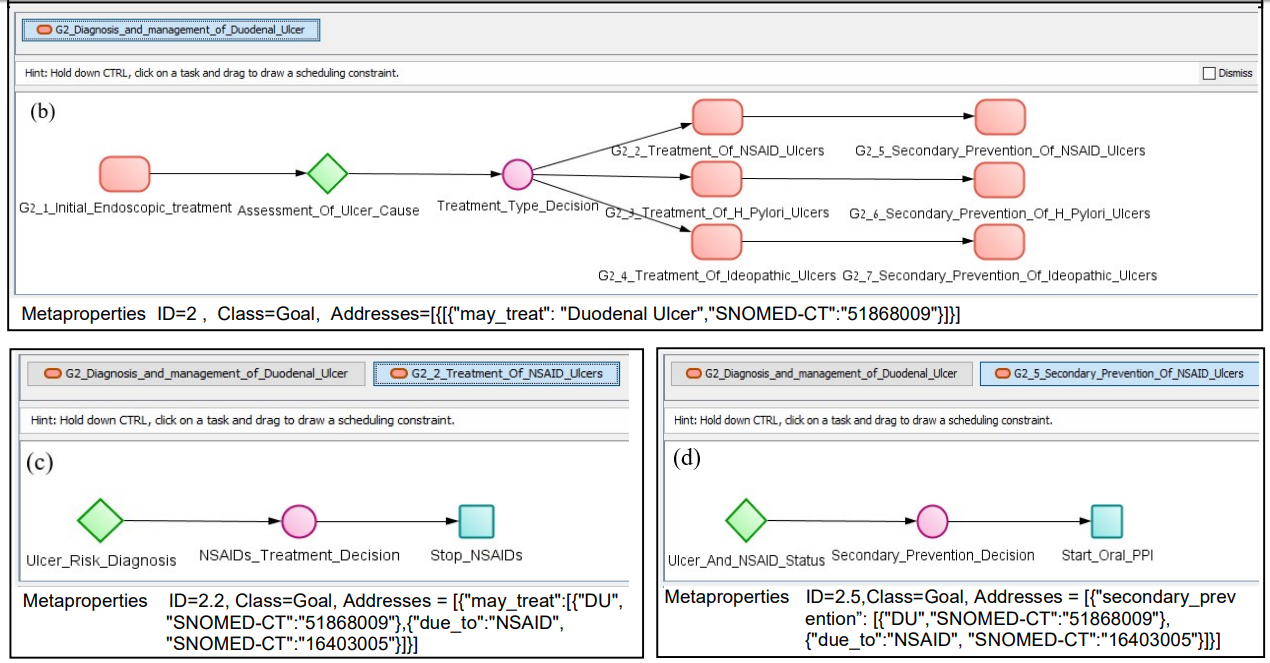 G2_Diagnosis_and_management_of_Duodenal_Ulcer
Hint: Hold down CTRL, click on a task and drag to draw a scheduling constraint.
Dismiss
(b)
G2_1_Initial_Endoscopic_treatment
Assessment_Of_Ulcer_Cause
Treatment_Type_Decision
G2_2_Treatment_Of_NSAID_Ulcers
G2_5_Secondary_Prevention_Of_NSAID_Ulcers
G2_3_Treatment_Of_H_Pylori_Ulcers
G2_6_Secondary_Prevention_Of_H_Pylori_Ulcers
G2_4_Treatment_Of_Ideopathic_Ulcers
G2_7_Secondary_Prevention_Of_Ideopathic_Ulcers
Metaproperties ID=2 , Class=Goal, Addresses=[{[{"may_treat": "Duodenal Ulcer","SNOMED-CT":"51868009"}]}]
G2_Diagnosis_and_management_of_Duodenal_Ulcer
G2_2_Treatment_Of_NSAID_Ulcers
Hint: Hold down CTRL, click on a task and drag to draw a scheduling constraint.
(c)
Ulcer_Risk_Diagnosis
NSAIDs_Treatment_Decision
Stop_NSAIDs
Metaproperties ID=2.2, Class=Goal, Addresses = [{"may_treat":[{"DU",
"SNOMED-CT":"51868009"},{"due_to":"NSAID",
"SNOMED-CT":"16403005"}]}]
G2_Diagnosis_and_management_of_Duodenal_Ulcer
G2_5_Secondary_Prevention_Of_NSAID_Ulcers
Hint: Hold down CTRL, click on a task and drag to draw a scheduling constraint.
(d)
Ulcer_And_NSAID_Status
Secondary_Prevention_Decision
Start_Oral_PPI
Metaproperties ID=2.5,Class=Goal, Addresses = [{"secondary_prev
ention”: [{"DU","SNOMED-CT":"51868009"},
{"due_to":"NSAID", "SNOMED-CT":"16403005"}]}]